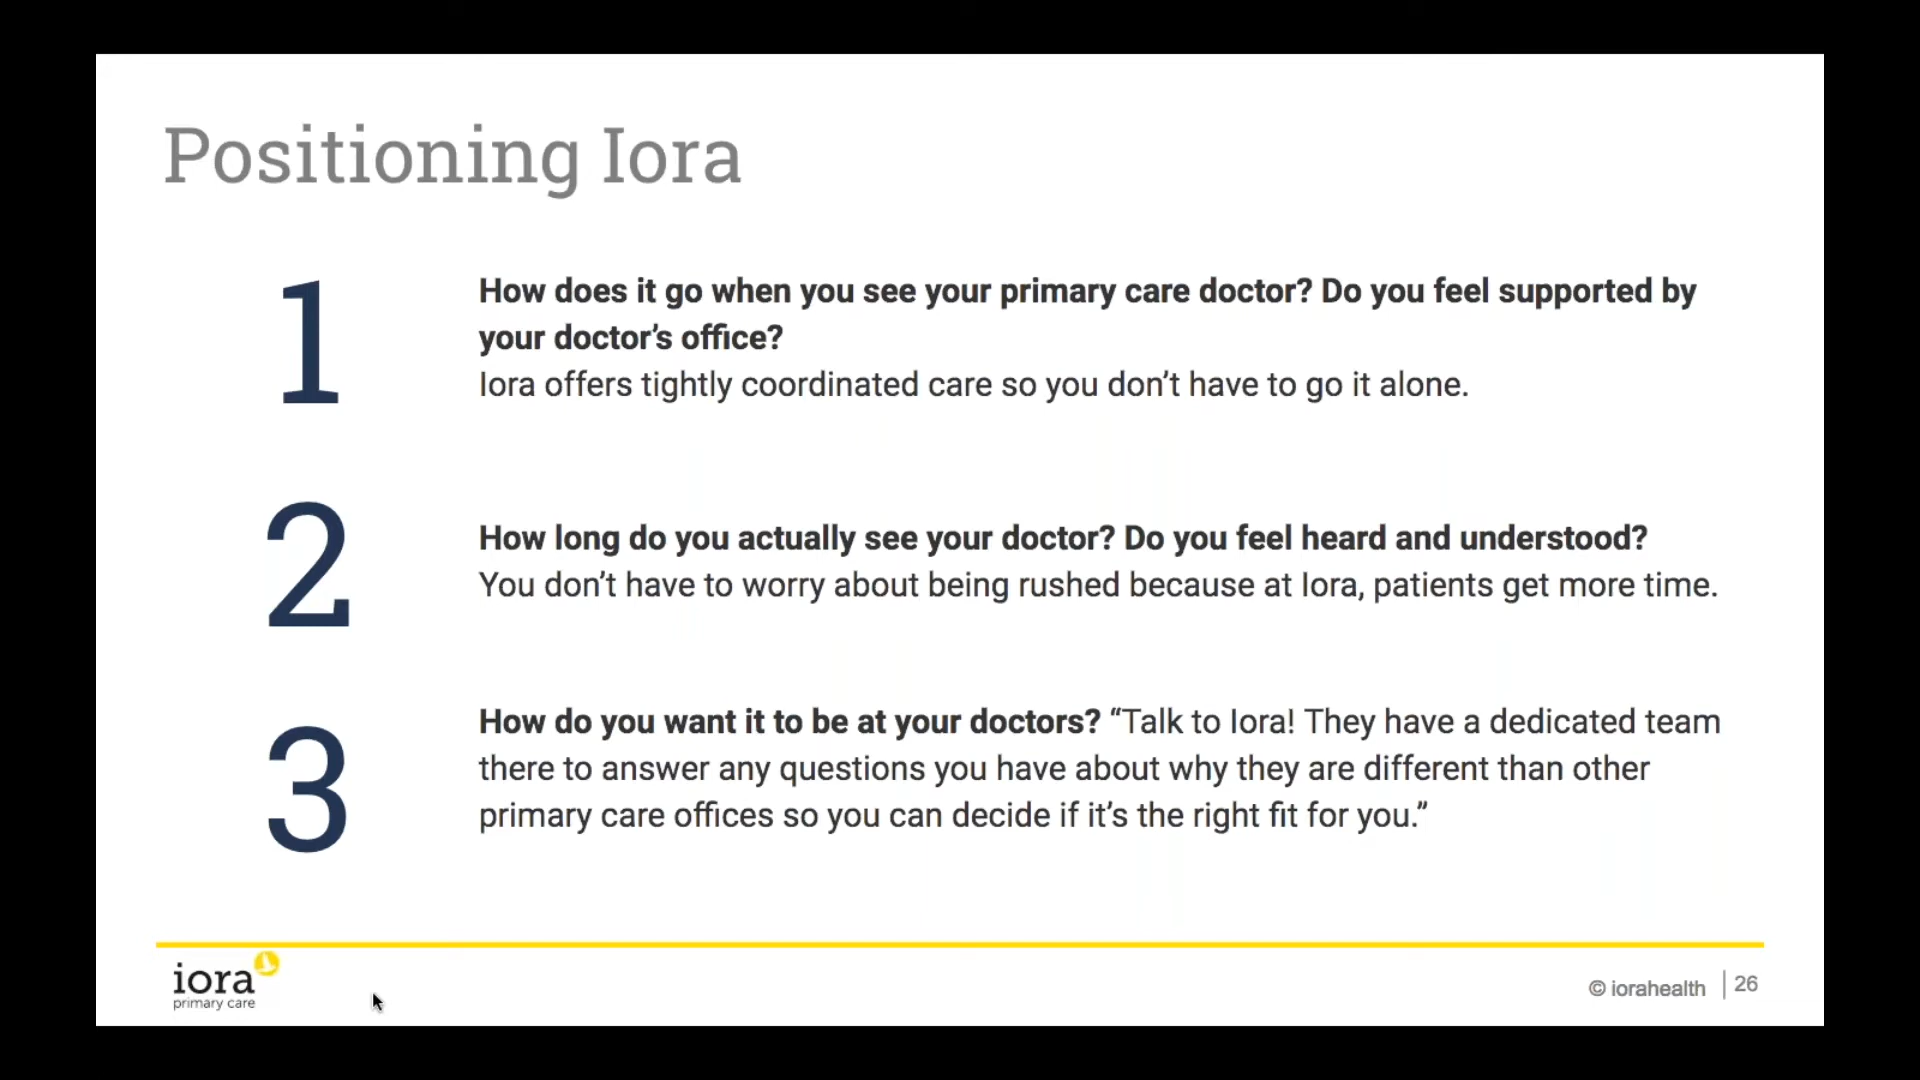 Positioning Iora
1
How does it go when you see your primary care doctor? Do you feel supported by
your doctor’s office?
Iora offers tightly coordinated care so you don’t have to go it alone.
2
How long do you actually see your doctor? Do you feel heard and understood?
You don’t have to worry about being rushed because at Iora, patients get more time.
3
How do you want it to be at your doctors? “Talk to Iora! They have a dedicated team
there to answer any questions you have about why they are different than other
primary care offices so you can decide if it’s the right fit for you.”
iora
primary care
© iorahealth | 26